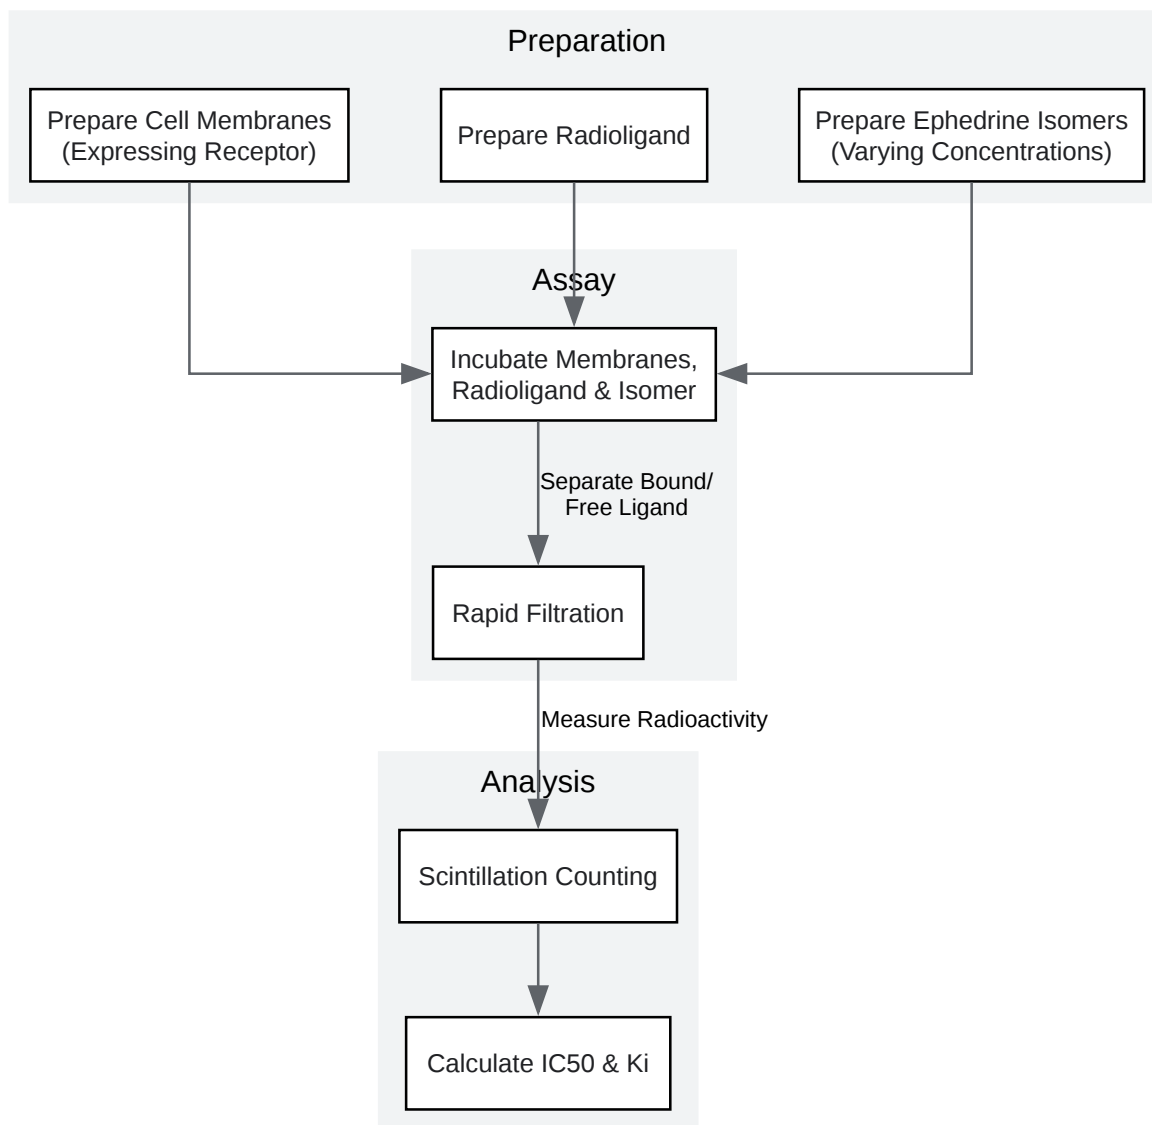 Preparation
Prepare Cell Membranes
(Expressing Receptor)
Prepare Radioligand
Prepare Ephedrine Isomers
(Varying Concentrations)
Assay
Incubate Membranes,
Radioligand & Isomer
Separate Bound/
Free Ligand
Rapid Filtration
Measure Radioactivity
Analysis
Scintillation Counting
Calculate IC50 & Ki